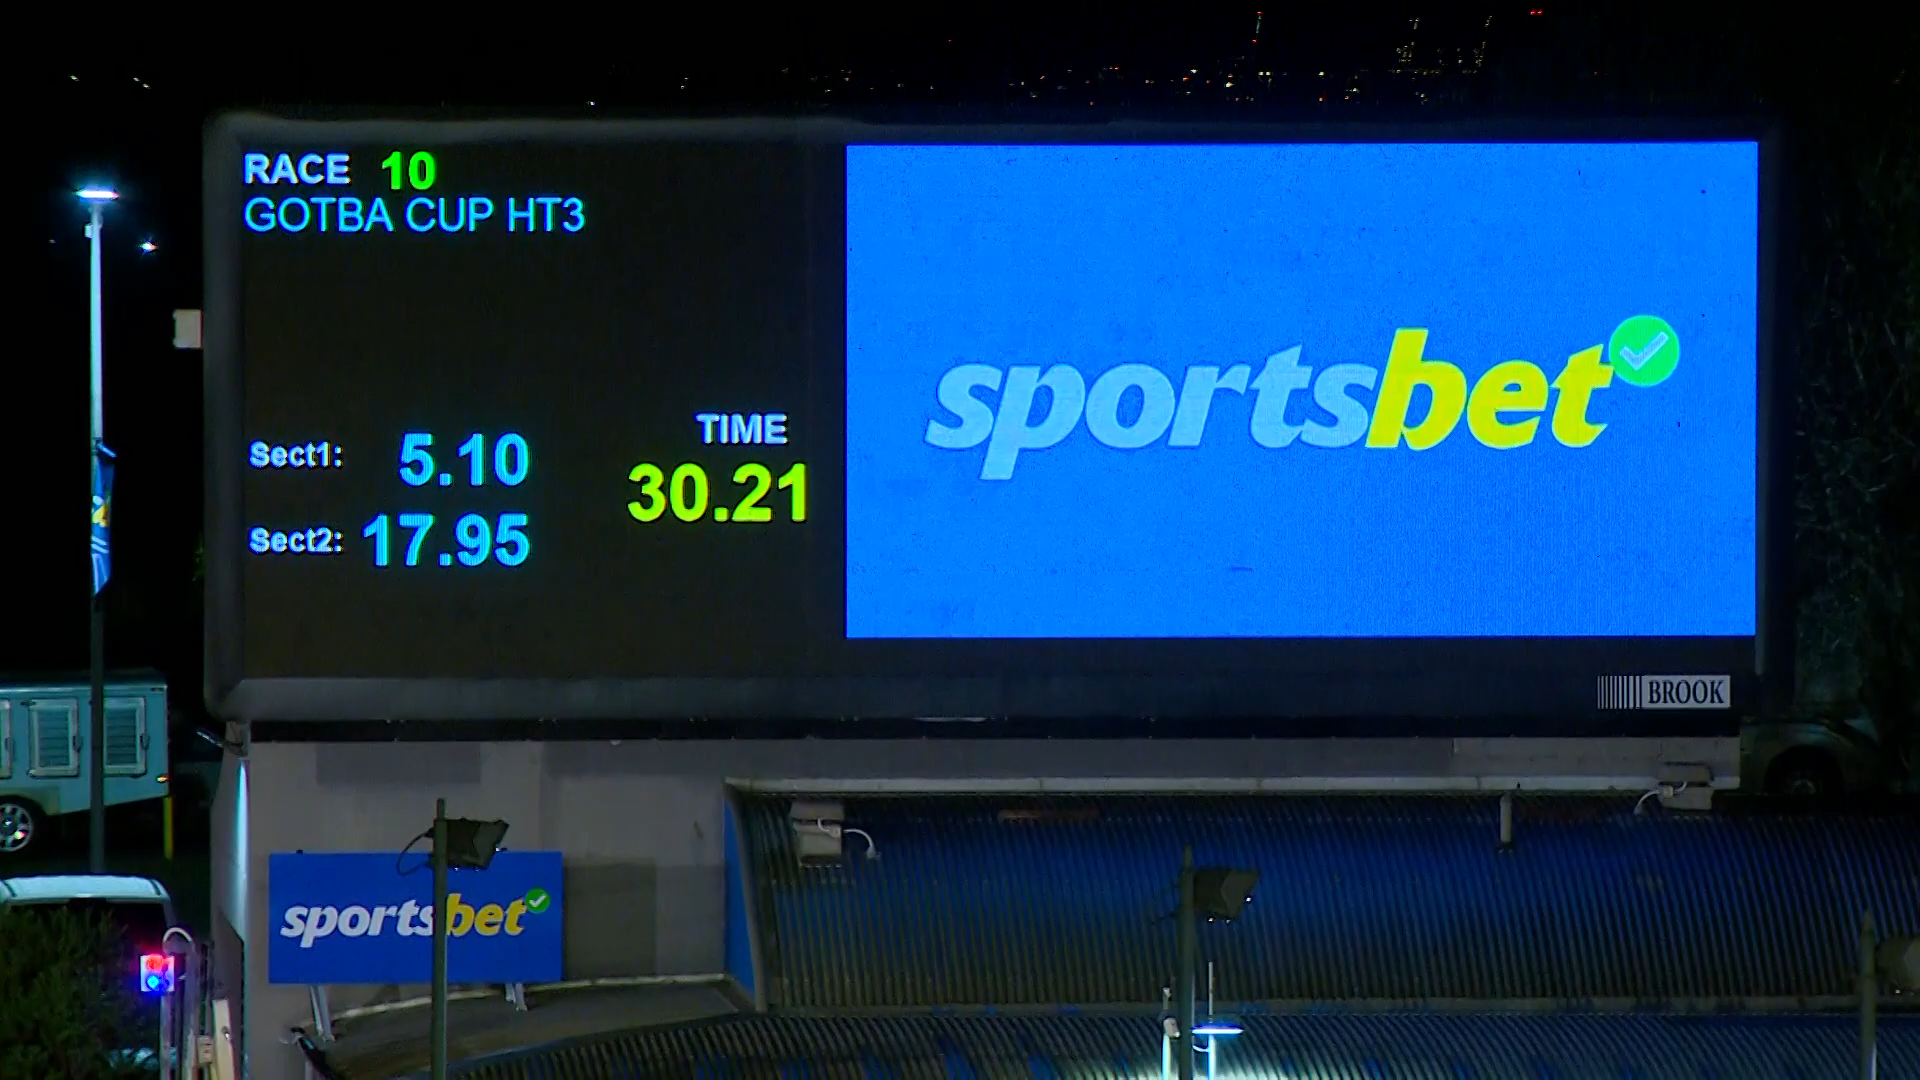 RACE 10
GOTBA CUP HT3
TIME
Sect1: 5.10
30.21
Sect2: 17.95
sportsbet
BROOK
sportsbet